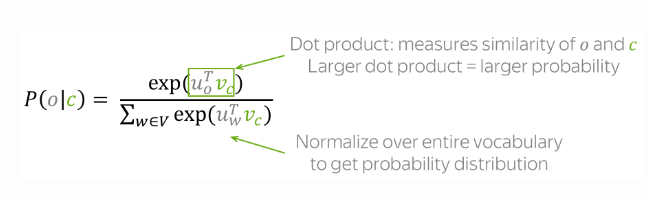 Dot product: measures similarity of o and c
Larger dot product = larger probability
P(o|c) = exp(u_o^T v_c) / ∑_{w∈V} exp(u_w^T v_c)
Normalize over entire vocabulary
to get probability distribution